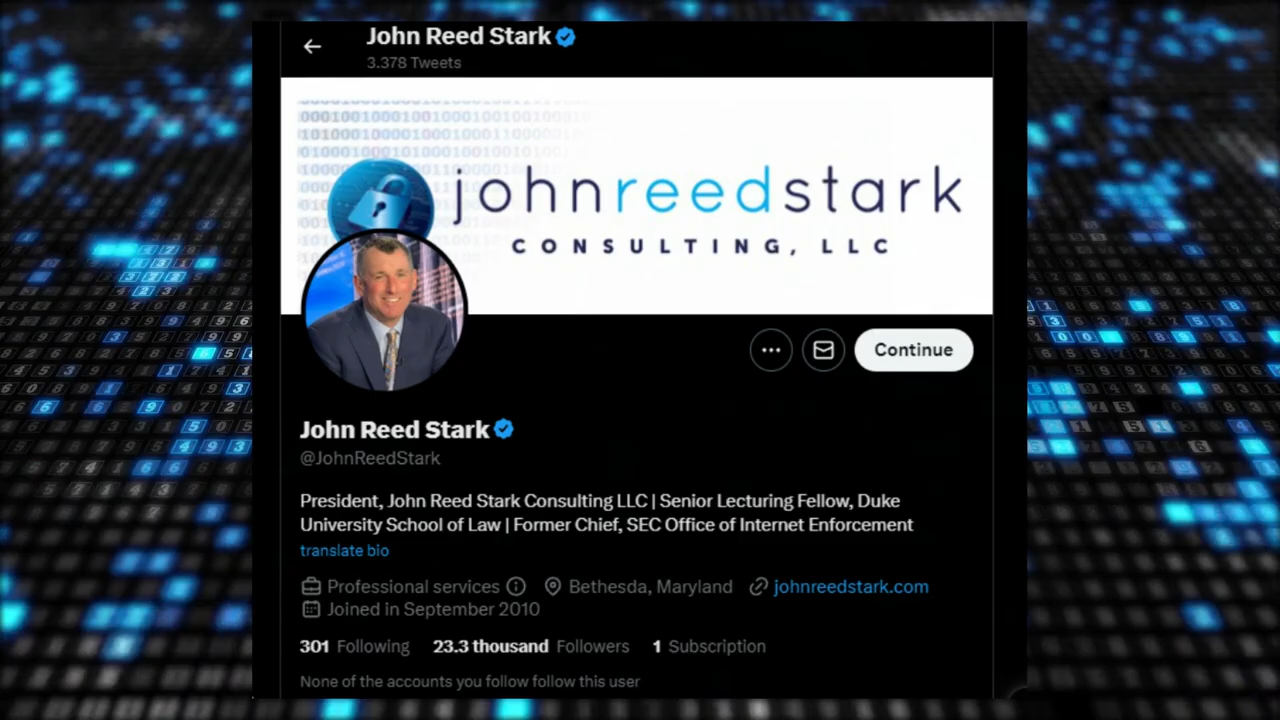 John Reed Stark
3.378 Tweets
johnreedstark
CONSULTING, LLC
Continue
John Reed Stark
@JohnReedStark
President, John Reed Stark Consulting LLC | Senior Lecturing Fellow, Duke
University School of Law | Former Chief, SEC Office of Internet Enforcement
translate bio
Professional services Bethesda, Maryland johnreedstark.com
Joined in September 2010
301 Following 23.3 thousand Followers 1 Subscription
None of the accounts you follow follow this user